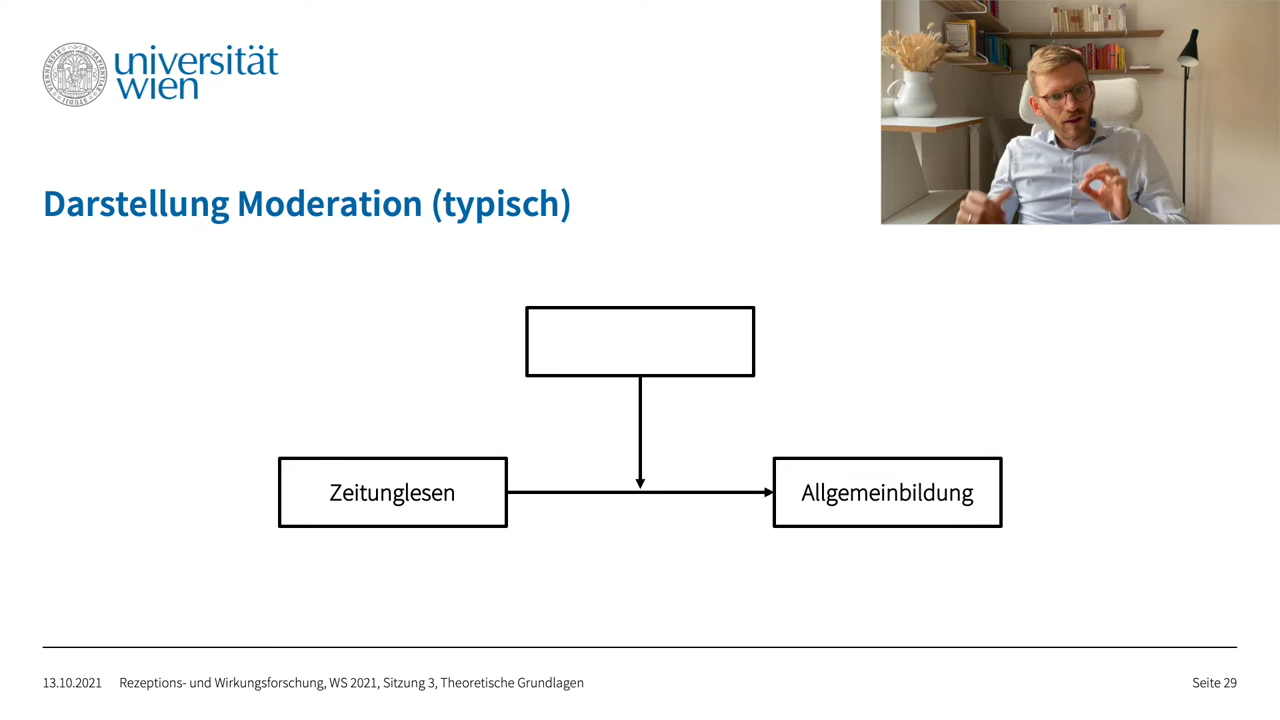 universität
wien
Darstellung Moderation (typisch)
Zeitunglesen
Allgemeinbildung
13.10.2021 Rezeptions- und Wirkungsforschung, WS 2021, Sitzung 3, Theoretische Grundlagen
Seite 29